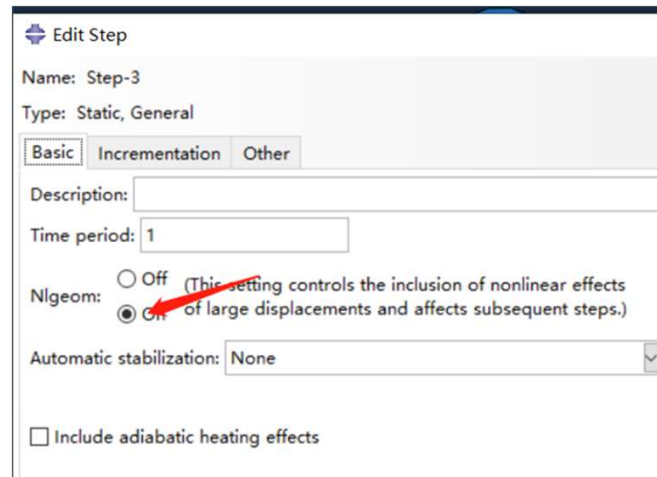 Edit Step
Name: Step-3
Type: Static, General
Basic Incrementation Other
Description:
Time period: 1
Nlgeom:
Off
(This setting controls the inclusion of nonlinear effects
of large displacements and affects subsequent steps.)
Automatic stabilization: None
Include adiabatic heating effects